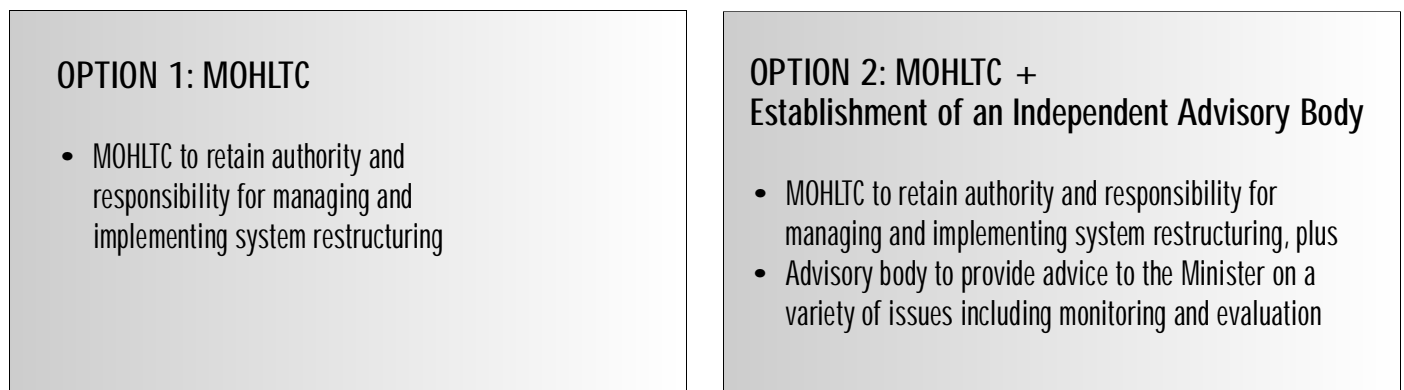 OPTION 1: MOHLTC
• MOHLTC to retain authority and
responsibility for managing and
implementing system restructuring
OPTION 2: MOHLTC +
Establishment of an Independent Advisory Body
• MOHLTC to retain authority and responsibility for
managing and implementing system restructuring, plus
• Advisory body to provide advice to the Minister on a
variety of issues including monitoring and evaluation